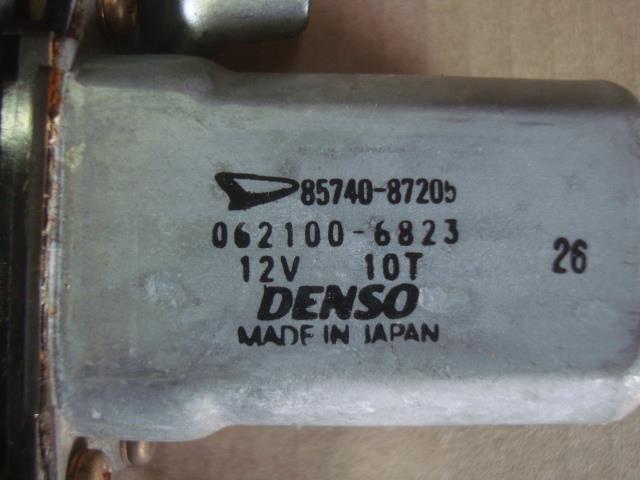 85740-87205
062100-6823
12V 10T
26
DENSO
MADE IN JAPAN